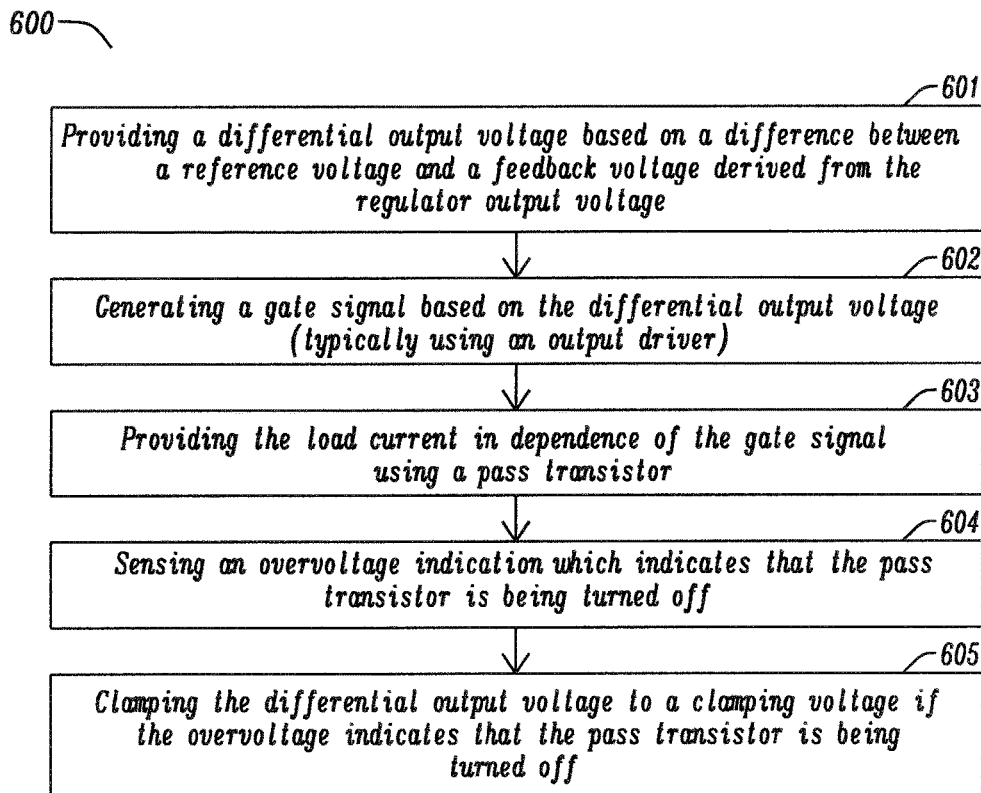 600
601
Providing a differential output voltage based on a difference between
a reference voltage and a feedback voltage derived from the
regulator output voltage
602
Generating a gate signal based on the differential output voltage
(typically using an output driver)
603
Providing the load current in dependence of the gate signal
using a pass transistor
604
Sensing an overvoltage indication which indicates that the pass
transistor is being turned off
605
Clamping the differential output voltage to a clamping voltage if
the overvoltage indicates that the pass transistor is being
turned off